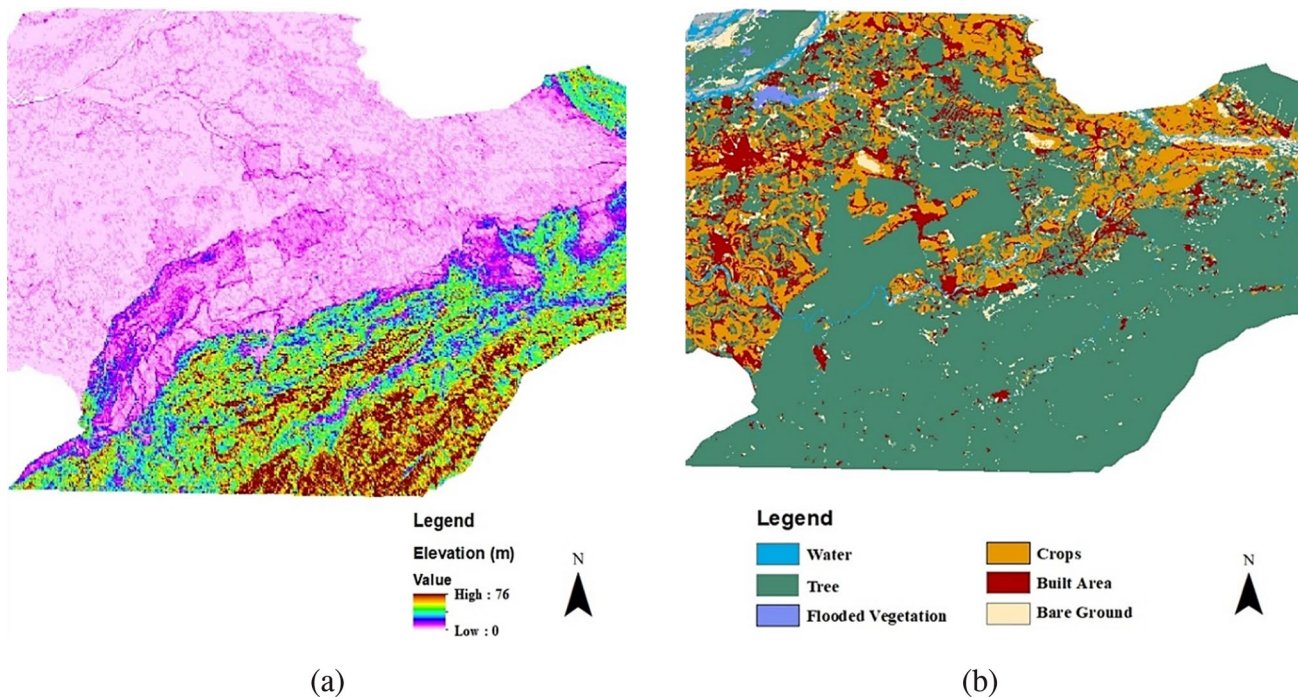 Legend
Elevation (m)
Value
High : 76
Low : 0
N
(a)
Legend
Water
Tree
Flooded Vegetation
Crops
Built Area
Bare Ground
N
(b)